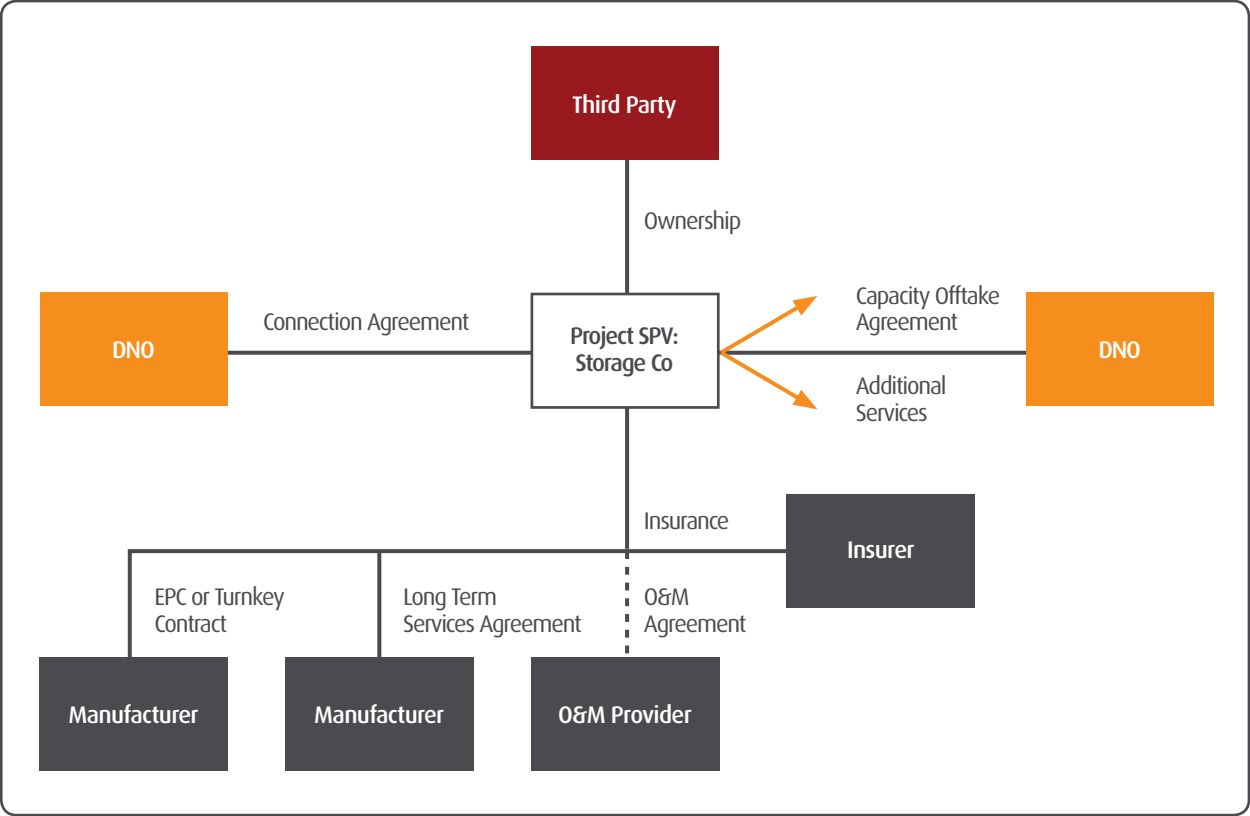 Third Party
Ownership
DNO
Connection Agreement
Project SPV:
Storage Co
Capacity Offtake
Agreement
Additional
Services
DNO
Insurance
Insurer
EPC or Turnkey
Contract
Long Term
Services Agreement
O&M
Agreement
Manufacturer
Manufacturer
O&M Provider